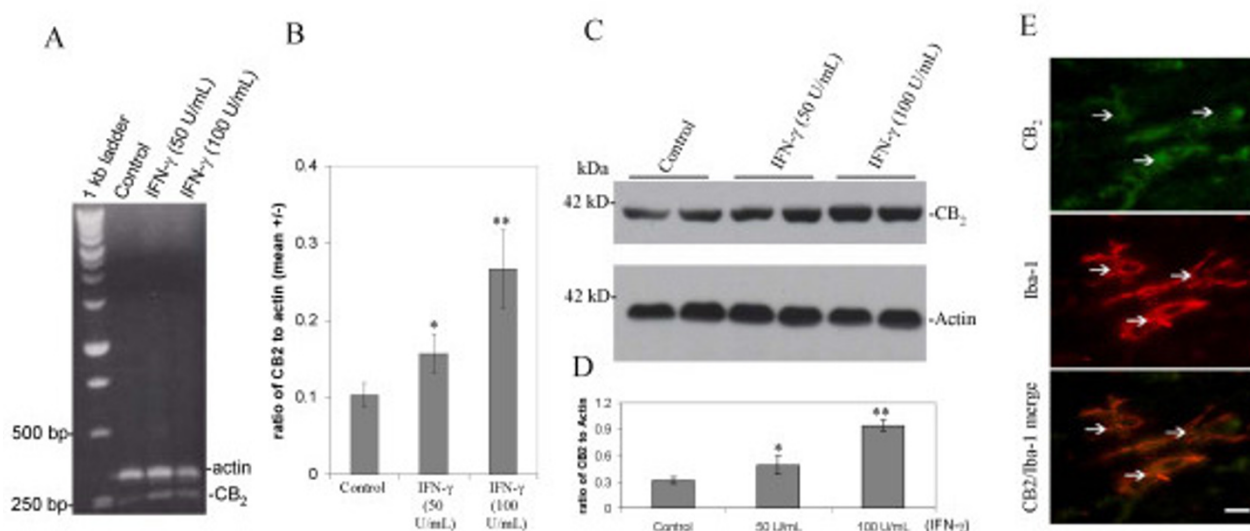 A
1 kb ladder
Control
IFN-γ (50 U/mL)
IFN-γ (100 U/mL)
500 bp-
250 bp-
-actin
-CB2
B
ratio of CB2 to actin (mean +/-)
0.4
0.3
0.2
0.1
0
*
**
Control
IFN-γ
(50
U/mL)
IFN-γ
(100
U/mL)
C
kDa
Control
IFN-γ (50 U/mL)
IFN-γ (100 U/mL)
42 kD-
-CB2
42 kD-
-Actin
D
ratio of CB2 to Actin
1.2
0.9
0.6
0.3
0
*
**
Control
50 U/mL
100 U/mL
(IFN-γ)
E
CB2
Iba-1
CB2/Iba-1 merge